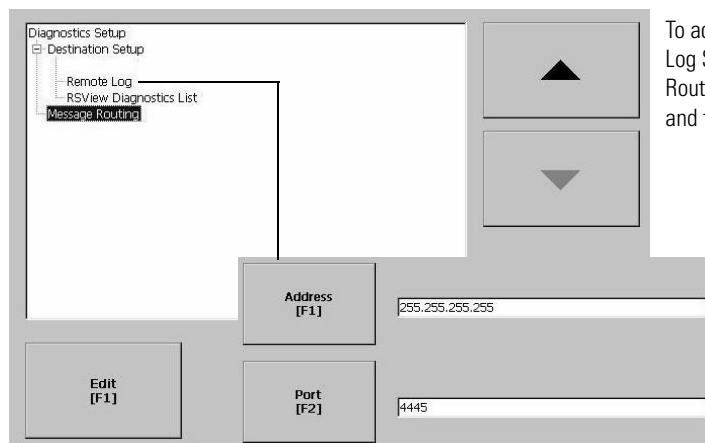 Diagnostics Setup
Destination Setup
Remote Log
RSView Diagnostics List
Message Routing
To
Log
Rout
and
Address
[F1]
255.255.255.255
Edit
[F1]
Port
[F2]
4445